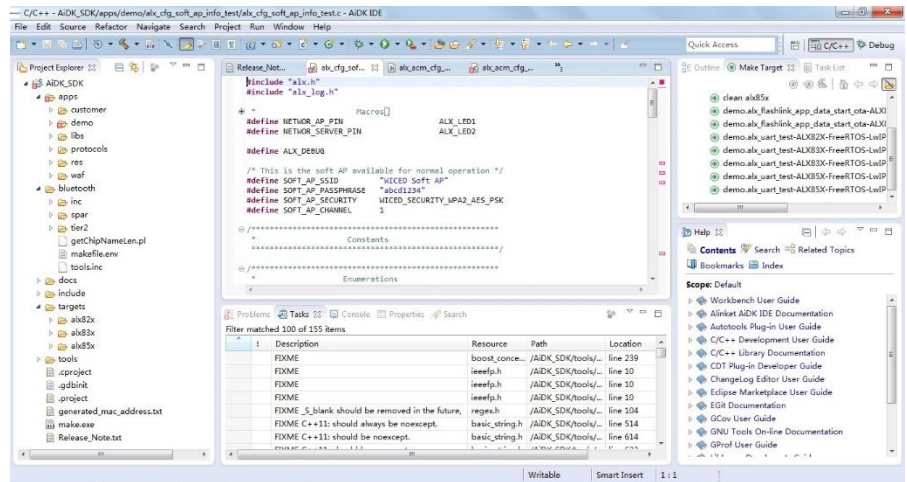 C/C++ - AiDK_SDK/apps/demo/alx_cfg_soft_ap_info_test/alx_cfg_soft_ap_info_test.c - AiDK IDE
File Edit Source Refactor Navigate Search Project Run Window Help
Quick Access
C/C++
Debug
Project Explorer
AiDK_SDK
apps
customer
demo
libs
protocols
res
waf
bluetooth
inc
spar
tier2
getChipNameLen.pl
makefile.env
tools.inc
docs
include
targets
alx82x
alx83x
alx85x
tools
.cproject
.gdbinit
.project
generated_mac_address.txt
make.exe
Release_Note.txt
Release_Not... alx_cfg_sof... alx_acm_cfg_... alx_acm_cfg_... »5
#include "alx.h"
#include "alx_log.h"
* Macros
#define NETWOR_AP_PIN ALX_LED1
#define NETWOR_SERVER_PIN ALX_LED2
#define ALX_DEBUG
/* This is the soft AP available for normal operation */
#define SOFT_AP_SSID "WICED Soft AP"
#define SOFT_AP_PASSPHRASE "abcd1234"
#define SOFT_AP_SECURITY WICED_SECURITY_WPA2_AES_PSK
#define SOFT_AP_CHANNEL 1
* Constants
* Enumerations
Problems Tasks Console Properties Search
Filter matched 100 of 155 items
! Description Resource Path Location
FIXME boost_conce... /AiDK_SDK/tools/... line 239
FIXME ieeefp.h /AiDK_SDK/tools/... line 10
FIXME ieeefp.h /AiDK_SDK/tools/... line 10
FIXME ieeefp.h /AiDK_SDK/tools/... line 10
FIXME _S_blank should be removed in the future, regex.h /AiDK_SDK/tools/... line 104
FIXME C++11: should always be noexcept. basic_string.h /AiDK_SDK/tools/... line 514
FIXME C++11: should be noexcept. basic_string.h /AiDK_SDK/tools/... line 614
Outline Make Target Task List
clean alx85x
demo.alx_flashlink_app_data_start_ota-ALX
demo.alx_flashlink_app_data_start_ota-ALX
demo.alx_uart_test-ALX82X-FreeRTOS-LwIP
demo.alx_uart_test-ALX83X-FreeRTOS-LwIP
demo.alx_uart_test-ALX85X-FreeRTOS-LwIP
demo.alx_uart_test-ALX85X-FreeRTOS-LwIP
Help
Contents Search Related Topics
Bookmarks Index
Scope: Default
Workbench User Guide
Alinket AiDK IDE Documentation
Autotools Plug-in User Guide
C/C++ Development User Guide
C/C++ Library Documentation
CDT Plug-in Developer Guide
ChangeLog Editor User Guide
Eclipse Marketplace User Guide
EGit Documentation
GCov User Guide
GNU Tools On-line Documentation
GProf User Guide
Writable Smart Insert 1 : 1